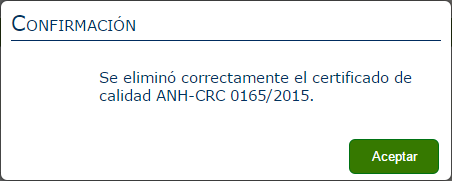 CONFIRMACIÓN
Se eliminó correctamente el certificado de
calidad ANH-CRC 0165/2015.
Aceptar